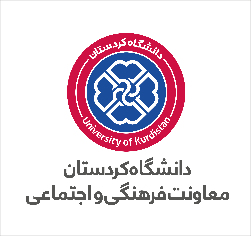 دانشگاه کردستان
University of Kurdistan
دانشگاه کردستان
معاونت فرهنگی و اجتماعی